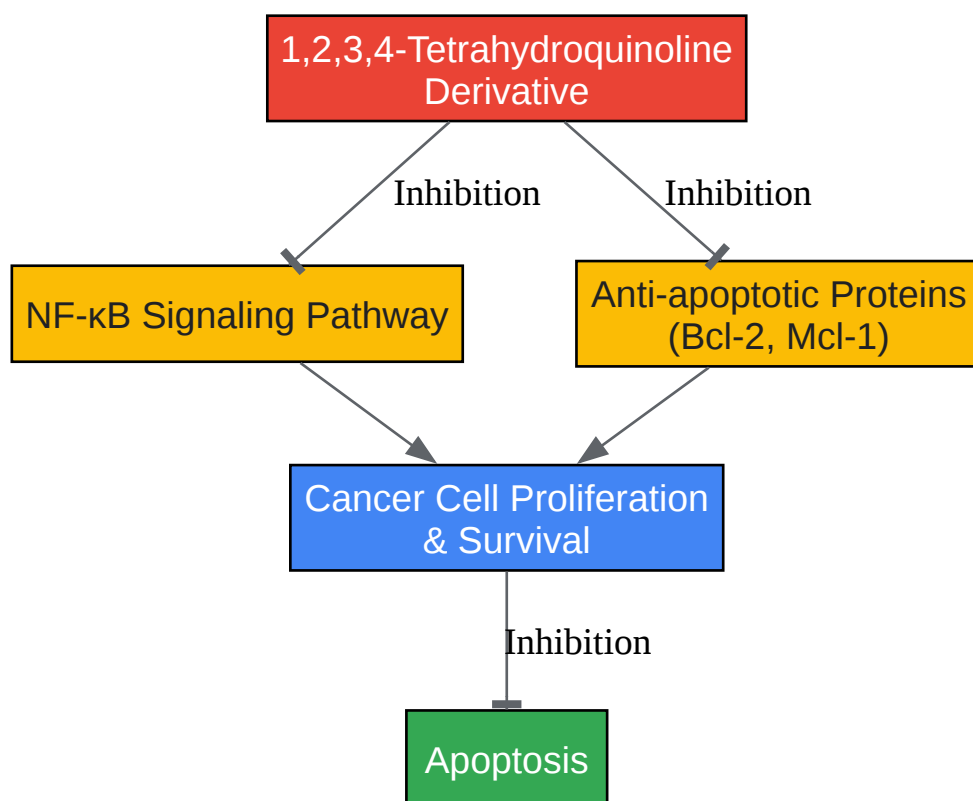 1,2,3,4-Tetrahydroquinoline
Derivative
Inhibition
Inhibition
NF-κB Signaling Pathway
Anti-apoptotic Proteins
(Bcl-2, Mcl-1)
Cancer Cell Proliferation
& Survival
Inhibition
Apoptosis